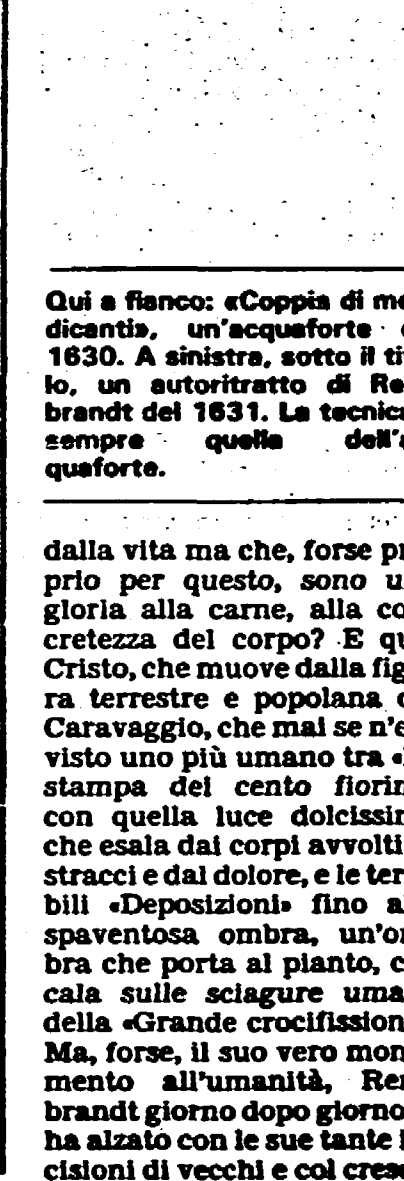 Qui a fianco: «Coppia di me
dicanti», un'acquaforte
1630. A sinistra, sotto il ti
lo, un autoritratto di Re
brandt del 1631. La tecnica
sempre quella dell'a
quaforte.
dalla vita ma che, forse pr
prio per questo, sono u
gloria alla carne, alla co
cretezza del corpo? E qu
Cristo, che muove dalla fig
ra terrestre e popolana
Caravaggio, che mai se n'e
visto uno più umano tra
stampa dei cento fiorin
con quella luce dolcissin
che esala dai corpi avvolti
stracci e dal dolore, e le ter
bili «Deposizioni» fino al
spaventosa ombra, un'or
bra che porta al pianto, c
cala sulle sciagure uma
della «Grande crocifission
Ma, forse, il suo vero mon
mento all'umanità, Rem
brandt giorno dopo giorno
ha alzato con le sue tante
cisioni di vecchi e col cresc